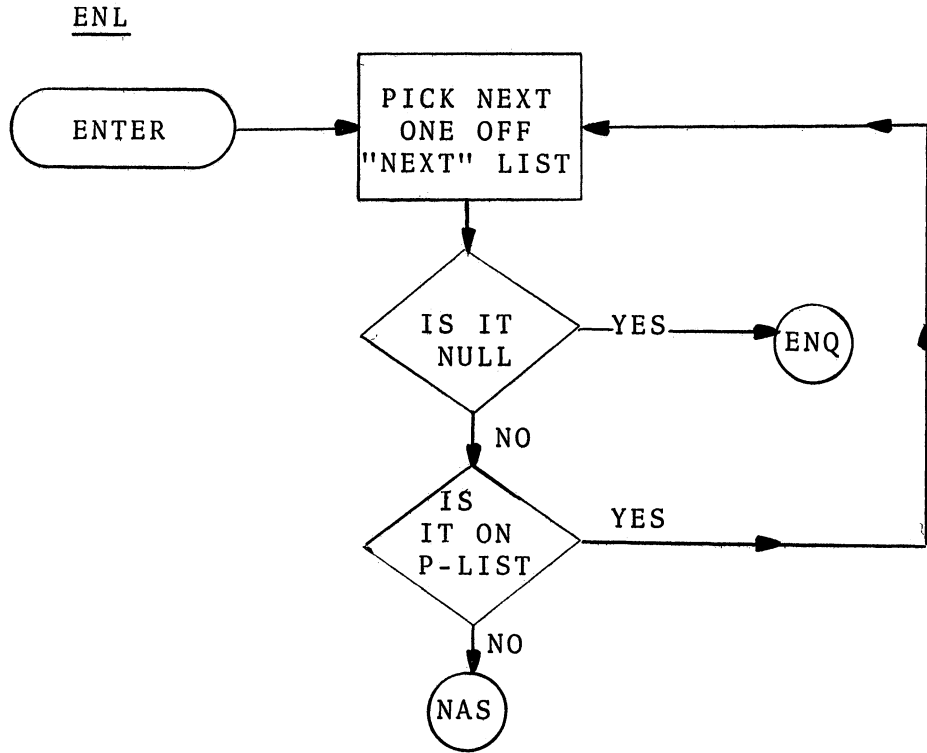 ENL
ENTER
PICK NEXT
ONE OFF
"NEXT" LIST
IS IT
NULL
YES
ENQ
NO
IS
IT ON
P-LIST
YES
NO
NAS